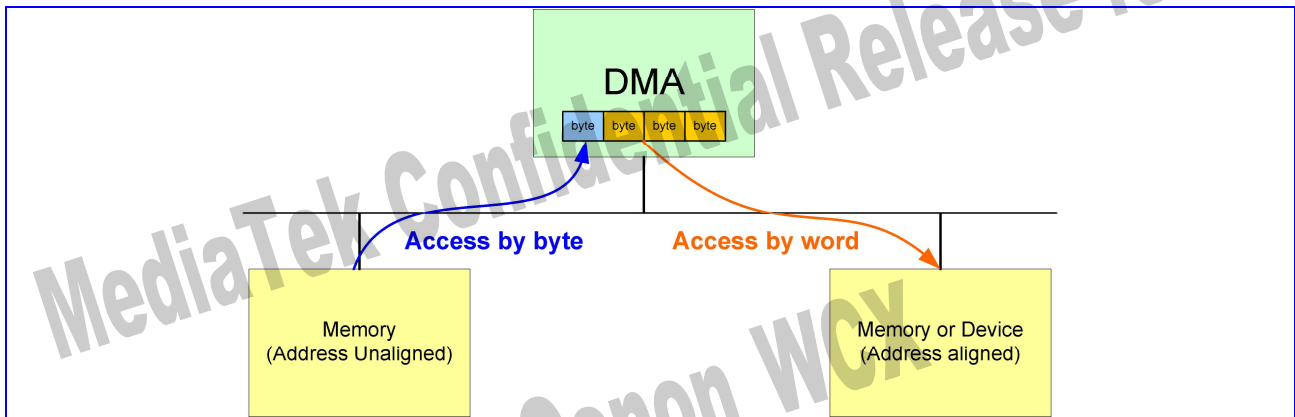 DMA
byte byte byte byte
Access by byte
Access by word
Memory
(Address Unaligned)
Memory or Device
(Address aligned)
MediaTek Confidential Release
WCX